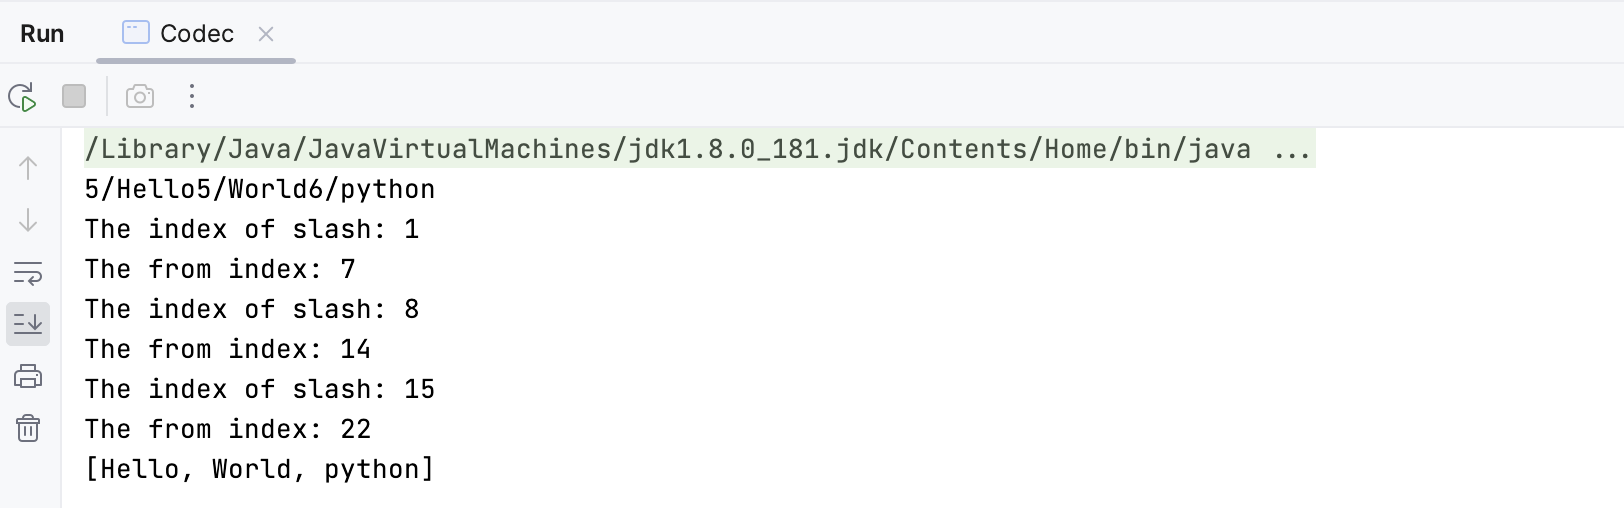 Run Codec
/Library/Java/JavaVirtualMachines/jdk1.8.0_181.jdk/Contents/Home/bin/java ...
5/Hello5/World6/python
The index of slash: 1
The from index: 7
The index of slash: 8
The from index: 14
The index of slash: 15
The from index: 22
[Hello, World, python]